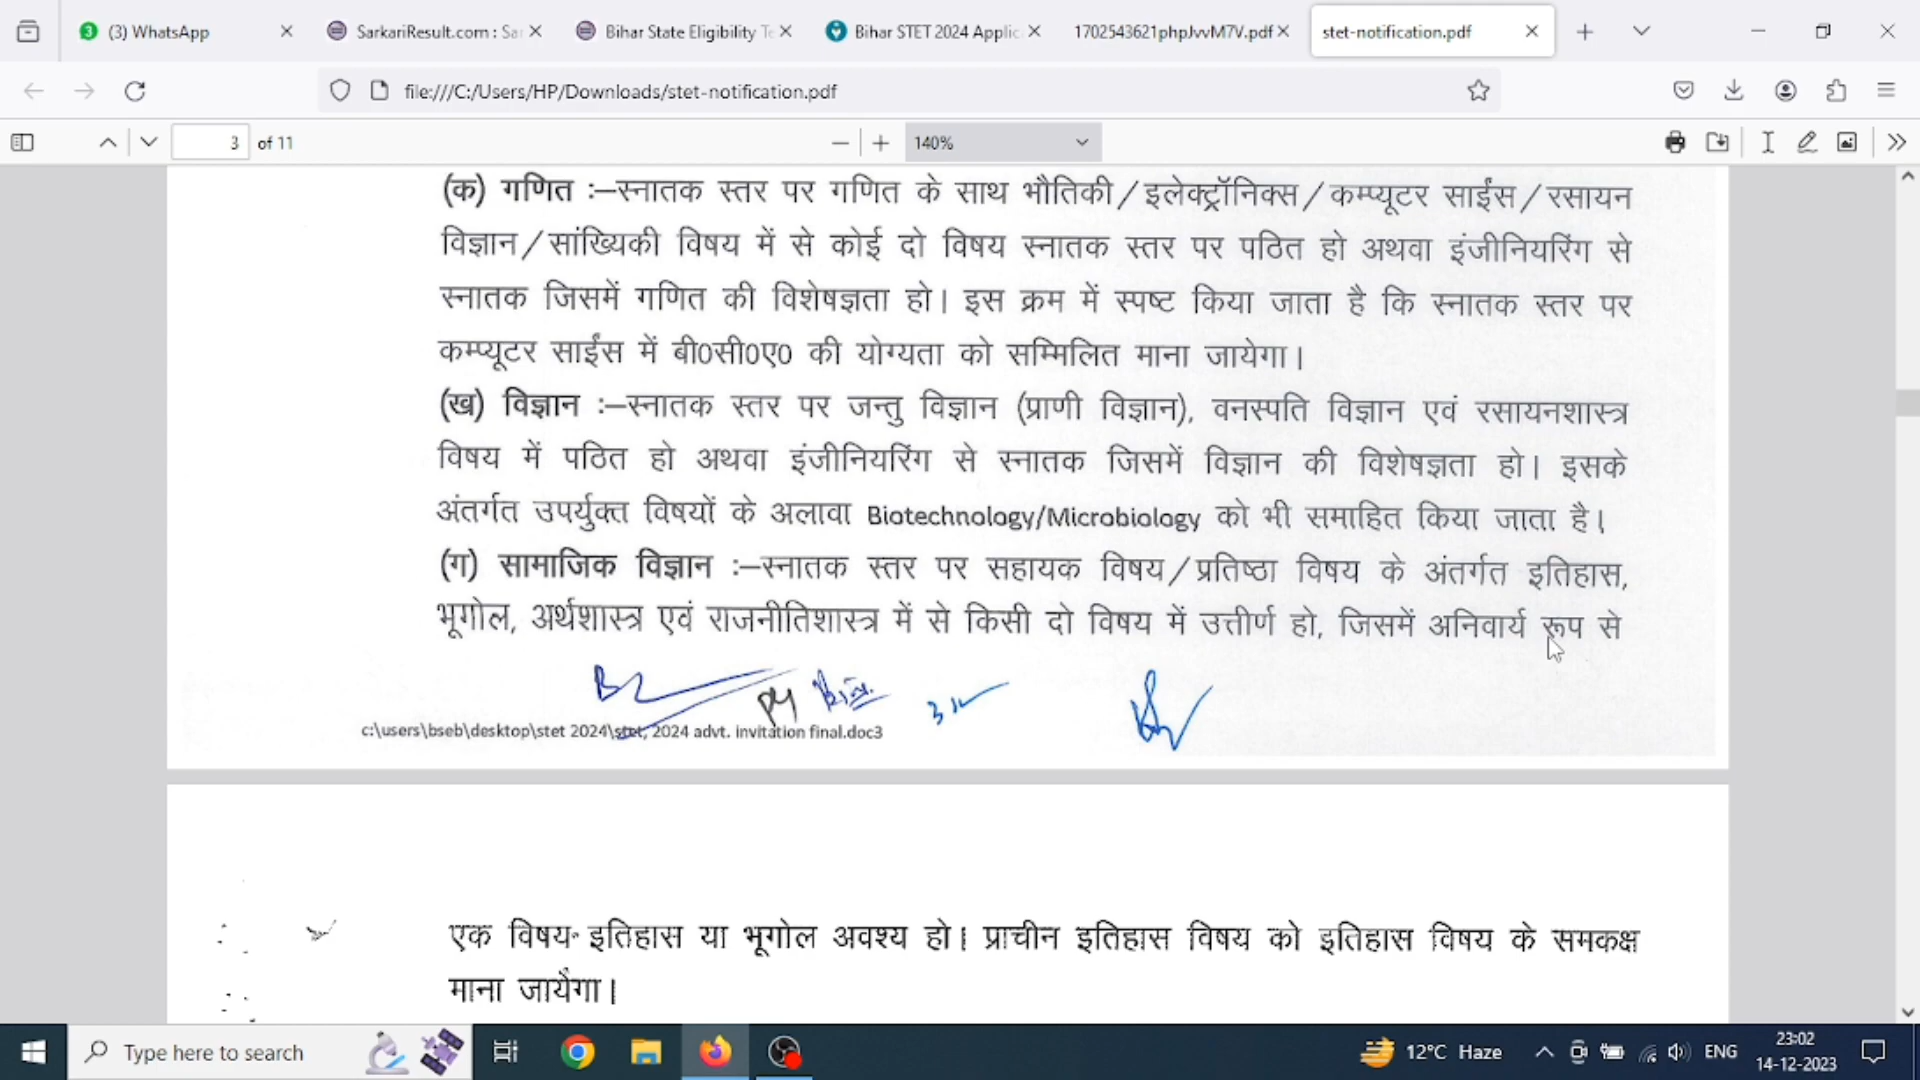 (3) WhatsApp
SarkariResult.com : Sar
Bihar State Eligibility Te
Bihar STET 2024 Applic
1702543621phpJvvM7V.pdf
stet-notification.pdf
file:///C:/Users/HP/Downloads/stet-notification.pdf
3 of 11
140%
(क) गणित :–स्नातक स्तर पर गणित के साथ भौतिकी/इलेक्ट्रॉनिक्स/कम्प्यूटर साईंस/रसायन
विज्ञान/सांख्यिकी विषय में से कोई दो विषय स्नातक स्तर पर पठित हो अथवा इंजीनियरिंग से
स्नातक जिसमें गणित की विशेषज्ञता हो। इस क्रम में स्पष्ट किया जाता है कि स्नातक स्तर पर
कम्प्यूटर साईंस में बी0सी0ए0 की योग्यता को सम्मिलित माना जायेगा।
(ख) विज्ञान :–स्नातक स्तर पर जन्तु विज्ञान (प्राणी विज्ञान), वनस्पति विज्ञान एवं रसायनशास्त्र
विषय में पठित हो अथवा इंजीनियरिंग से स्नातक जिसमें विज्ञान की विशेषज्ञता हो। इसके
अंतर्गत उपर्युक्त विषयों के अलावा Biotechnology/Microbiology को भी समाहित किया जाता है।
(ग) सामाजिक विज्ञान :–स्नातक स्तर पर सहायक विषय/प्रतिष्ठा विषय के अंतर्गत इतिहास,
भूगोल, अर्थशास्त्र एवं राजनीतिशास्त्र में से किसी दो विषय में उत्तीर्ण हो, जिसमें अनिवार्य रूप से
c:\users\bseb\desktop\stet 2024\stet, 2024 advt. invitation final.doc3
एक विषय इतिहास या भूगोल अवश्य हो। प्राचीन इतिहास विषय को इतिहास विषय के समकक्ष
माना जायेगा।
Type here to search
12°C Haze
ENG
23:02
14-12-2023